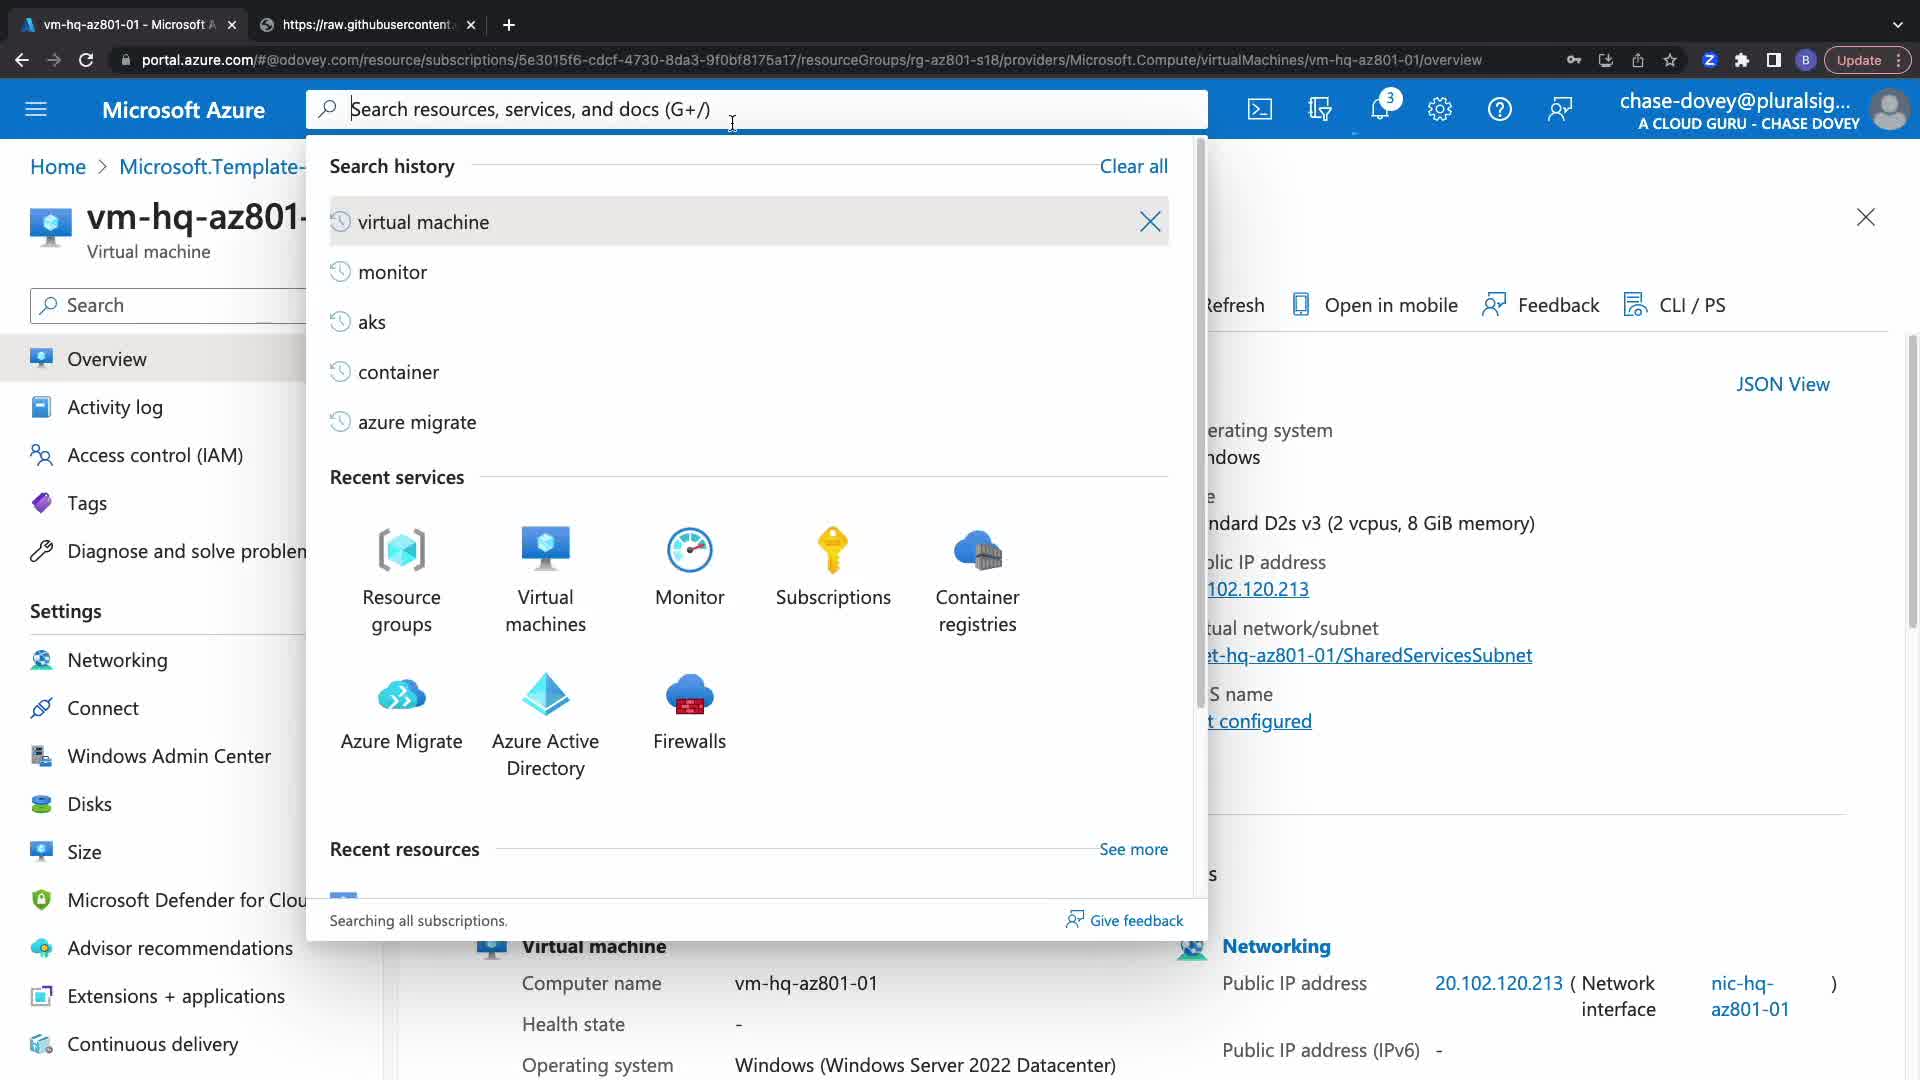 vm-hq-az801-01 - Microsoft A
https://raw.githubusercontent.
portal.azure.com/#@odovey.com/resource/subscriptions/5e3015f6-cdcf-4730-8da3-9f0bf8175a17/resourceGroups/rg-az801-s18/providers/Microsoft.Compute/virtualMachines/vm-hq-az801-01/overview
B
Update
Microsoft Azure
Search resources, services, and docs (G+/)
3
chase-dovey@pluralsig...
A CLOUD GURU - CHASE DOVEY
Home > Microsoft.Template-
vm-hq-az801-
Virtual machine
Search
Overview
Activity log
Access control (IAM)
Tags
Diagnose and solve problem
Settings
Networking
Connect
Windows Admin Center
Disks
Size
Microsoft Defender for Clou
Advisor recommendations
Extensions + applications
Continuous delivery
Search history
Clear all
virtual machine
monitor
aks
container
azure migrate
Recent services
Resource groups
Virtual machines
Monitor
Subscriptions
Container registries
Azure Migrate
Azure Active Directory
Firewalls
Recent resources
See more
Searching all subscriptions.
Give feedback
Refresh
Open in mobile
Feedback
CLI / PS
JSON View
erating system
ndows
e
ndard D2s v3 (2 vcpus, 8 GiB memory)
blic IP address
102.120.213
tual network/subnet
et-hq-az801-01/SharedServicesSubnet
S name
t configured
s
Virtual machine
Computer name vm-hq-az801-01
Health state -
Operating system Windows (Windows Server 2022 Datacenter)
Networking
Public IP address 20.102.120.213 ( Network interface nic-hq-az801-01 )
Public IP address (IPv6) -